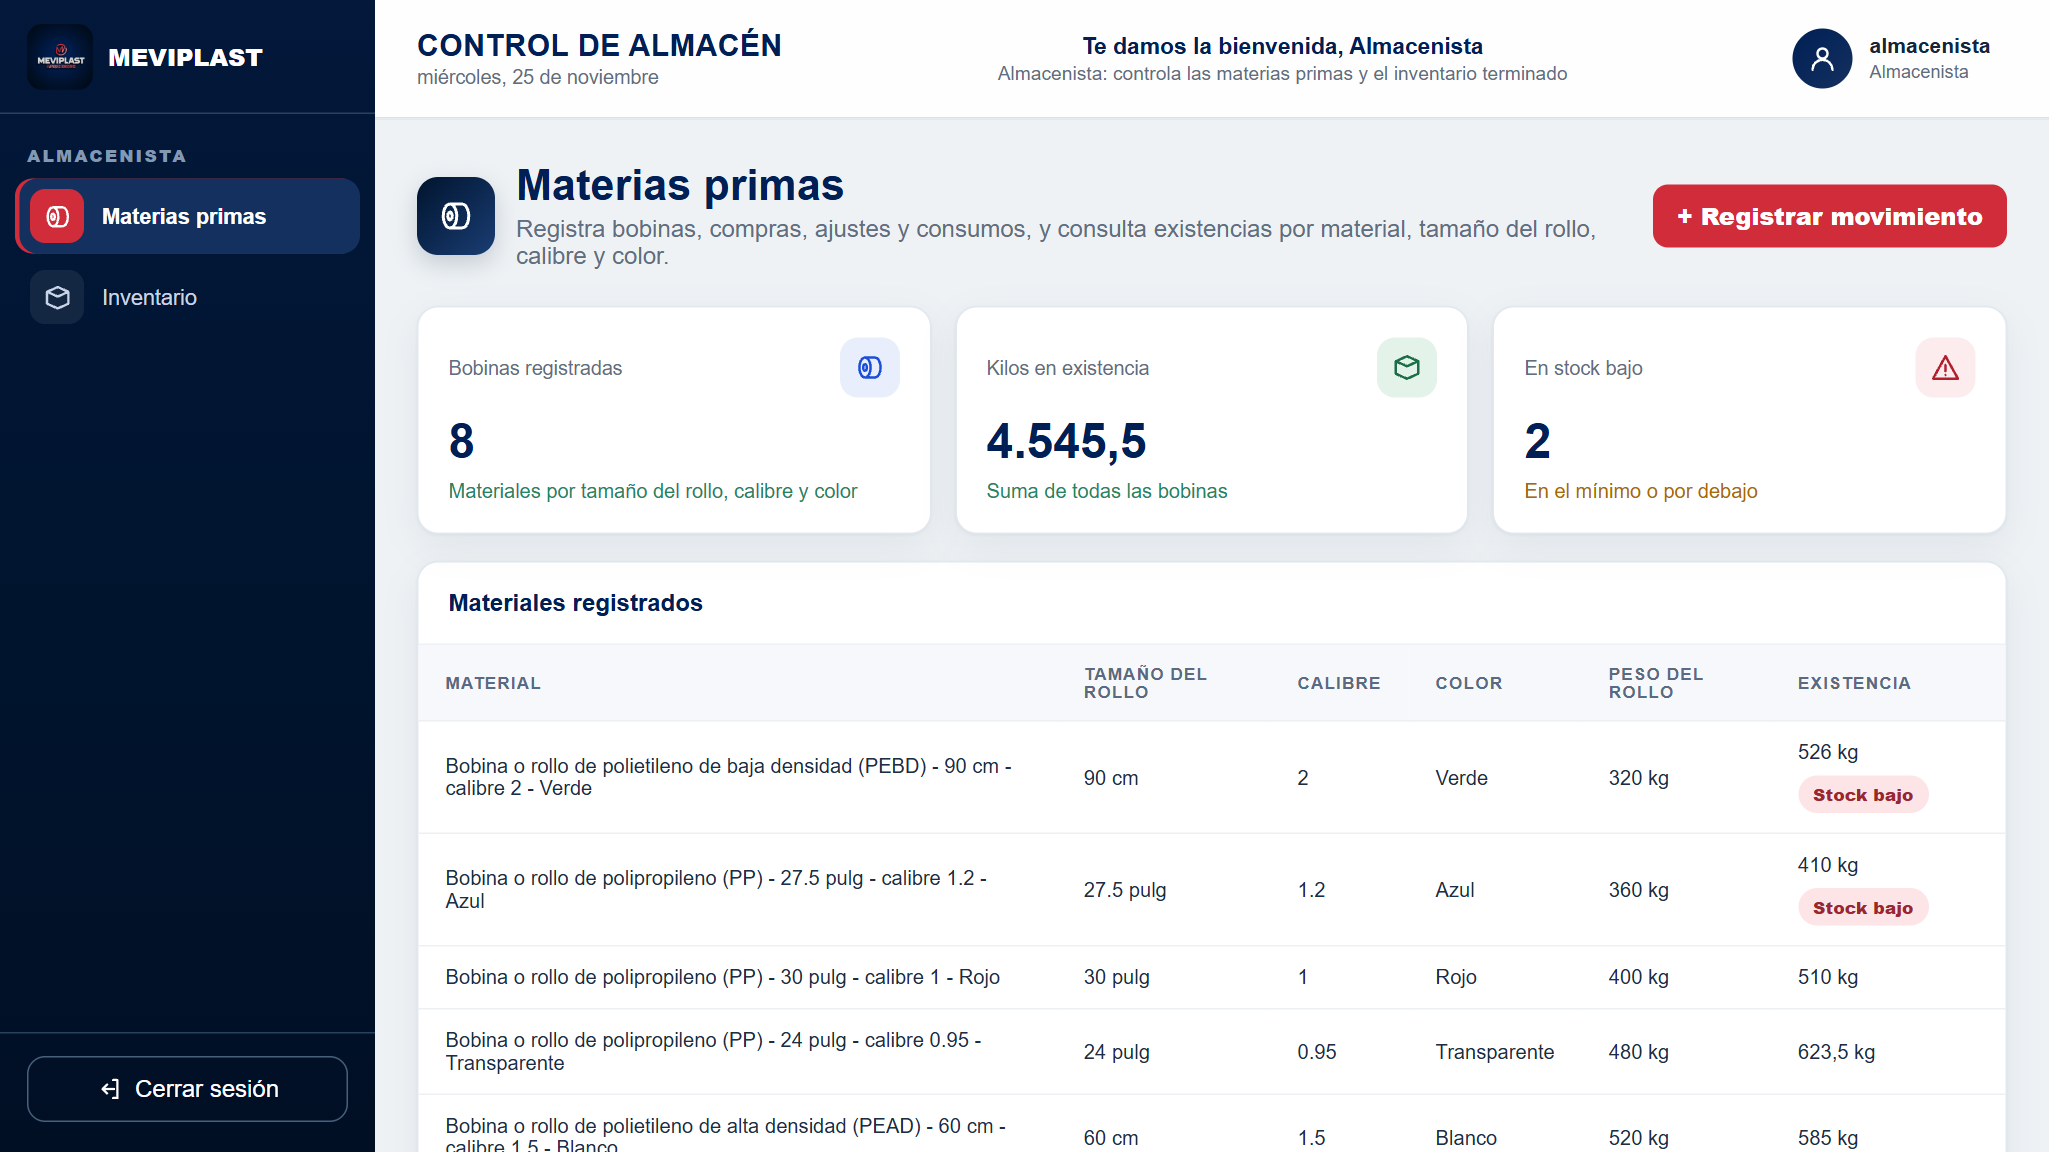 MEVIPLAST
MEVIPLAST
ALMACENISTA
Materias primas
Inventario
Cerrar sesión
CONTROL DE ALMACÉN
miércoles, 25 de noviembre
Te damos la bienvenida, Almacenista
Almacenista: controla las materias primas y el inventario terminado
almacenista
Almacenista
Materias primas
Registra bobinas, compras, ajustes y consumos, y consulta existencias por material, tamaño del rollo,
calibre y color.
+ Registrar movimiento
Bobinas registradas
8
Materiales por tamaño del rollo, calibre y color
Kilos en existencia
4.545,5
Suma de todas las bobinas
En stock bajo
2
En el mínimo o por debajo
Materiales registrados
MATERIAL TAMAÑO DEL ROLLO CALIBRE COLOR PESO DEL ROLLO EXISTENCIA
Bobina o rollo de polietileno de baja densidad (PEBD) - 90 cm -
calibre 2 - Verde
90 cm 2 Verde 320 kg 526 kg
Stock bajo
Bobina o rollo de polipropileno (PP) - 27.5 pulg - calibre 1.2 -
Azul
27.5 pulg 1.2 Azul 360 kg 410 kg
Stock bajo
Bobina o rollo de polipropileno (PP) - 30 pulg - calibre 1 - Rojo 30 pulg 1 Rojo 400 kg 510 kg
Bobina o rollo de polipropileno (PP) - 24 pulg - calibre 0.95 -
Transparente
24 pulg 0.95 Transparente 480 kg 623,5 kg
Bobina o rollo de polietileno de alta densidad (PEAD) - 60 cm -
calibre 1.5 - Blanco
60 cm 1.5 Blanco 520 kg 585 kg